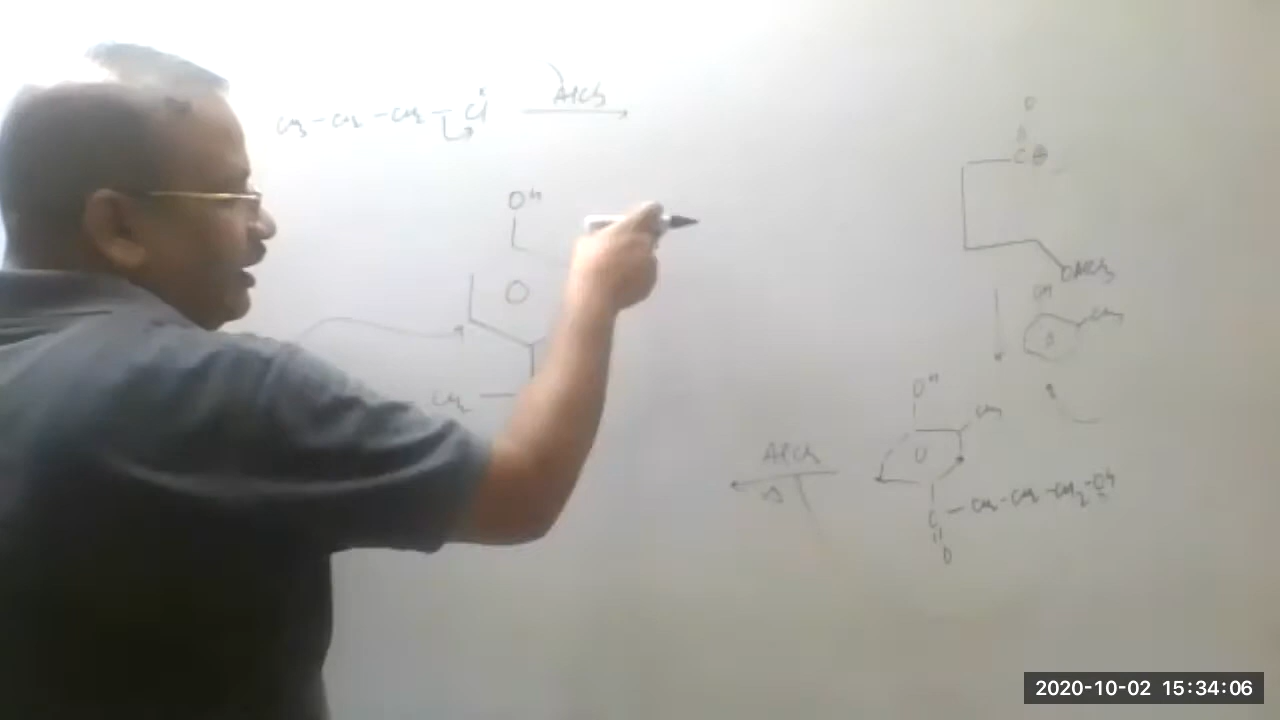 CH3-CH2-CH2-Cl AlCl3
O
C⊕
OH
O
OAlCl3
OH
CH3
OH
CH3
CH2
AlCl3
Δ
C-CH2-CH2-CH2-OH
O
2020-10-02 15:34:06